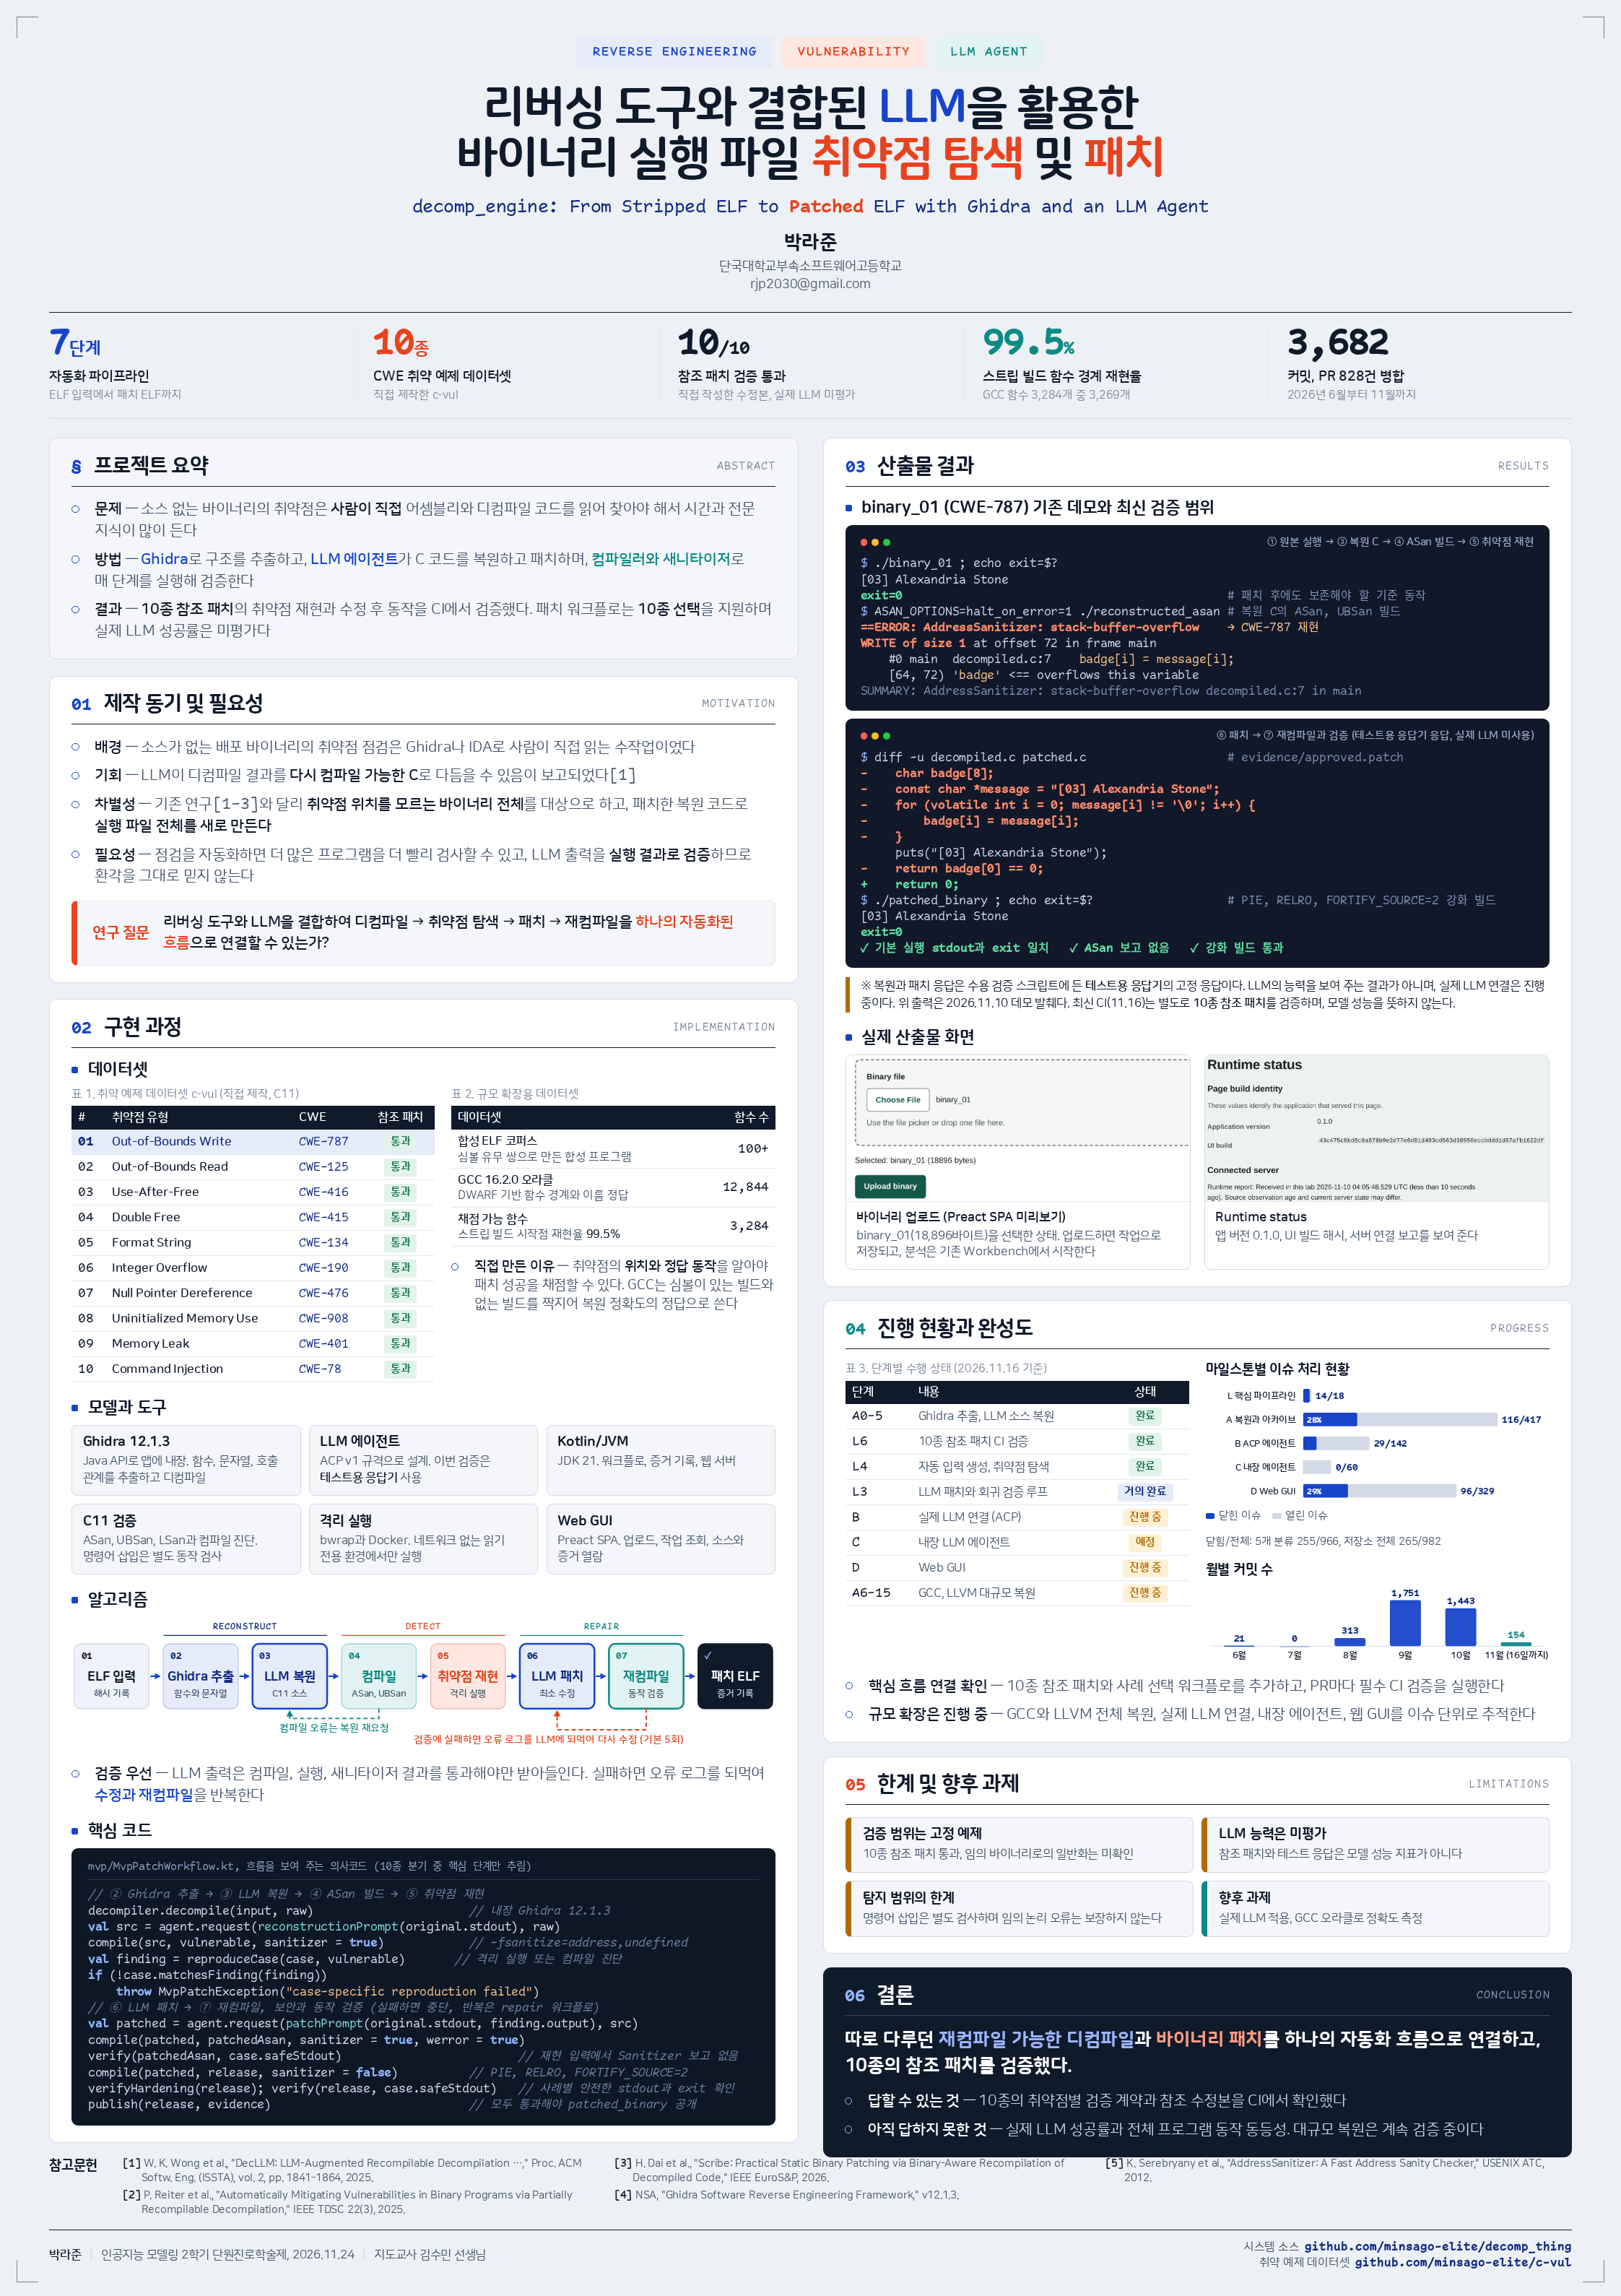 REVERSE ENGINEERING VULNERABILITY LLM AGENT
리버싱 도구와 결합된 LLM을 활용한
바이너리 실행 파일 취약점 탐색 및 패치
decomp_engine: From Stripped ELF to Patched ELF with Ghidra and an LLM Agent
박라준
단국대학교부속소프트웨어고등학교
rjp2030@gmail.com
7단계
자동화 파이프라인
ELF 입력에서 패치 ELF까지
10종
CWE 취약 예제 데이터셋
직접 제작한 c-vul
10/10
참조 패치 검증 통과
직접 작성한 수정본, 실제 LLM 미평가
99.5%
스트립 빌드 함수 경계 재현율
GCC 함수 3,284개 중 3,269개
3,682
커밋, PR 828건 병합
2026년 6월부터 11월까지
§ 프로젝트 요약 ABSTRACT
문제 — 소스 없는 바이너리의 취약점은 사람이 직접 어셈블리와 디컴파일 코드를 읽어 찾아야 해서 시간과 전문
지식이 많이 든다
방법 — Ghidra로 구조를 추출하고, LLM 에이전트가 C 코드를 복원하고 패치하며, 컴파일러와 새니타이저로
매 단계를 실행해 검증한다
결과 — 10종 참조 패치의 취약점 재현과 수정 후 동작을 CI에서 검증했다. 패치 워크플로는 10종 선택을 지원하며
실제 LLM 성공률은 미평가다
01 제작 동기 및 필요성 MOTIVATION
배경 — 소스가 없는 배포 바이너리의 취약점 점검은 Ghidra나 IDA로 사람이 직접 읽는 수작업이었다
기회 — LLM이 디컴파일 결과를 다시 컴파일 가능한 C로 다듬을 수 있음이 보고되었다[1]
차별성 — 기존 연구[1-3]와 달리 취약점 위치를 모르는 바이너리 전체를 대상으로 하고, 패치한 복원 코드로
실행 파일 전체를 새로 만든다
필요성 — 점검을 자동화하면 더 많은 프로그램을 더 빨리 검사할 수 있고, LLM 출력을 실행 결과로 검증하므로
환각을 그대로 믿지 않는다
연구 질문
리버싱 도구와 LLM을 결합하여 디컴파일 → 취약점 탐색 → 패치 → 재컴파일을 하나의 자동화된
흐름으로 연결할 수 있는가?
02 구현 과정 IMPLEMENTATION
데이터셋
표 1. 취약 예제 데이터셋 c-vul (직접 제작, C11)
# 취약점 유형 CWE 참조 패치
01 Out-of-Bounds Write CWE-787 통과
02 Out-of-Bounds Read CWE-125 통과
03 Use-After-Free CWE-416 통과
04 Double Free CWE-415 통과
05 Format String CWE-134 통과
06 Integer Overflow CWE-190 통과
07 Null Pointer Dereference CWE-476 통과
08 Uninitialized Memory Use CWE-908 통과
09 Memory Leak CWE-401 통과
10 Command Injection CWE-78 통과
표 2. 규모 확장용 데이터셋
데이터셋 함수 수
합성 ELF 코퍼스
심볼 유무 쌍으로 만든 합성 프로그램
100+
GCC 16.2.0 오라클
DWARF 기반 함수 경계와 이름 정답
12,844
채점 가능 함수
스트립 빌드 시작점 재현율 99.5%
3,284
직접 만든 이유 — 취약점의 위치와 정답 동작을 알아야
패치 성공을 채점할 수 있다. GCC는 심볼이 있는 빌드와
없는 빌드를 짝지어 복원 정확도의 정답으로 쓴다
모델과 도구
Ghidra 12.1.3
Java API로 앱에 내장. 함수, 문자열, 호출
관계를 추출하고 디컴파일
LLM 에이전트
ACP v1 규격으로 설계. 이번 검증은
테스트용 응답기 사용
Kotlin/JVM
JDK 21. 워크플로, 증거 기록, 웹 서버
C11 검증
ASan, UBSan, LSan과 컴파일 진단.
명령어 삽입은 별도 동작 검사
격리 실행
bwrap과 Docker. 네트워크 없는 읽기
전용 환경에서만 실행
Web GUI
Preact SPA. 업로드, 작업 조회, 소스와
증거 열람
알고리즘
RECONSTRUCT DETECT REPAIR
01 ELF 입력 해시 기록
02 Ghidra 추출 함수와 문자열
03 LLM 복원 C11 소스
04 컴파일 ASan, UBSan
05 취약점 재현 격리 실행
06 LLM 패치 최소 수정
07 재컴파일 동작 검증
✓ 패치 ELF 증거 기록
컴파일 오류는 복원 재요청
검증에 실패하면 오류 로그를 LLM에 되먹여 다시 수정 (기본 5회)
검증 우선 — LLM 출력은 컴파일, 실행, 새니타이저 결과를 통과해야만 받아들인다. 실패하면 오류 로그를 되먹여
수정과 재컴파일을 반복한다
핵심 코드
mvp/MvpPatchWorkflow.kt, 흐름을 보여 주는 의사코드 (10종 분기 중 핵심 단계만 추림)
// ② Ghidra 추출 → ③ LLM 복원 → ④ ASan 빌드 → ⑤ 취약점 재현
decompiler.decompile(input, raw) // 내장 Ghidra 12.1.3
val src = agent.request(reconstructionPrompt(original.stdout), raw)
compile(src, vulnerable, sanitizer = true) // -fsanitize=address,undefined
val finding = reproduceCase(case, vulnerable) // 격리 실행 또는 컴파일 진단
if (!case.matchesFinding(finding))
throw MvpPatchException("case-specific reproduction failed")
// ⑥ LLM 패치 → ⑦ 재컴파일, 보안과 동작 검증 (실패하면 중단, 반복은 repair 워크플로)
val patched = agent.request(patchPrompt(original.stdout, finding.output), src)
compile(patched, patchedAsan, sanitizer = true, werror = true)
verify(patchedAsan, case.safeStdout) // 재현 입력에서 Sanitizer 보고 없음
compile(patched, release, sanitizer = false) // PIE, RELRO, FORTIFY_SOURCE=2
verifyHardening(release); verify(release, case.safeStdout) // 사례별 안전한 stdout과 exit 확인
publish(release, evidence) // 모두 통과해야 patched_binary 공개
03 산출물 결과 RESULTS
binary_01 (CWE-787) 기존 데모와 최신 검증 범위
① 원본 실행 → ③ 복원 C → ④ ASan 빌드 → ⑤ 취약점 재현
$ ./binary_01 ; echo exit=$?
[03] Alexandria Stone
exit=0 # 패치 후에도 보존해야 할 기준 동작
$ ASAN_OPTIONS=halt_on_error=1 ./reconstructed_asan # 복원 C의 ASan, UBSan 빌드
==ERROR: AddressSanitizer: stack-buffer-overflow → CWE-787 재현
WRITE of size 1 at offset 72 in frame main
#0 main decompiled.c:7 badge[i] = message[i];
[64, 72) 'badge' <== overflows this variable
SUMMARY: AddressSanitizer: stack-buffer-overflow decompiled.c:7 in main
⑥ 패치 → ⑦ 재컴파일과 검증 (테스트용 응답기 응답, 실제 LLM 미사용)
$ diff -u decompiled.c patched.c # evidence/approved.patch
- char badge[8];
- const char *message = "[03] Alexandria Stone";
- for (volatile int i = 0; message[i] != '\0'; i++) {
- badge[i] = message[i];
- }
puts("[03] Alexandria Stone");
- return badge[0] == 0;
+ return 0;
$ ./patched_binary ; echo exit=$? # PIE, RELRO, FORTIFY_SOURCE=2 강화 빌드
[03] Alexandria Stone
exit=0
✓ 기본 실행 stdout과 exit 일치 ✓ ASan 보고 없음 ✓ 강화 빌드 통과
※ 복원과 패치 응답은 수용 검증 스크립트에 든 테스트용 응답기의 고정 응답이다. LLM의 능력을 보여 주는 결과가 아니며, 실제 LLM 연결은 진행
중이다. 위 출력은 2026.11.10 데모 발췌다. 최신 CI(11.16)는 별도로 10종 참조 패치를 검증하며, 모델 성능을 뜻하지 않는다.
실제 산출물 화면
Binary file
Choose File binary_01
Use the file picker or drop one file here.
Selected: binary_01 (18896 bytes)
Upload binary
바이너리 업로드 (Preact SPA 미리보기)
binary_01(18,896바이트)을 선택한 상태. 업로드하면 작업으로
저장되고, 분석은 기존 Workbench에서 시작한다
Runtime status
Page build identity
These values identify the application that served this page.
Application version 0.1.0
UI build
Connected server
Runtime report: Received in this tab 2026-11-10 04:05:48.529 UTC (less than 10 seconds
ago). Source observation age and current server state may differ.
Runtime status
앱 버전 0.1.0, UI 빌드 해시, 서버 연결 보고를 보여 준다
04 진행 현황과 완성도 PROGRESS
표 3. 단계별 수행 상태 (2026.11.16 기준)
단계 내용 상태
A0-5 Ghidra 추출, LLM 소스 복원 완료
L6 10종 참조 패치 CI 검증 완료
L4 자동 입력 생성, 취약점 탐색 완료
L3 LLM 패치와 회귀 검증 루프 거의 완료
B 실제 LLM 연결 (ACP) 진행 중
C 내장 LLM 에이전트 예정
D Web GUI 진행 중
A6-15 GCC, LLVM 대규모 복원 진행 중
마일스톤별 이슈 처리 현황
L 핵심 파이프라인 14/18
A 복원과 아카이브 28% 116/417
B ACP 에이전트 29/142
C 내장 에이전트 0/60
D Web GUI 29% 96/329
닫힌 이슈 열린 이슈
닫힘/전체: 5개 분류 255/966, 저장소 전체 265/982
월별 커밋 수
21 0 313 1,751 1,443 154
6월 7월 8월 9월 10월 11월 (16일까지)
핵심 흐름 연결 확인 — 10종 참조 패치와 사례 선택 워크플로를 추가하고, PR마다 필수 CI 검증을 실행한다
규모 확장은 진행 중 — GCC와 LLVM 전체 복원, 실제 LLM 연결, 내장 에이전트, 웹 GUI를 이슈 단위로 추적한다
05 한계 및 향후 과제 LIMITATIONS
검증 범위는 고정 예제
10종 참조 패치 통과, 임의 바이너리로의 일반화는 미확인
LLM 능력은 미평가
참조 패치와 테스트 응답은 모델 성능 지표가 아니다
탐지 범위의 한계
명령어 삽입은 별도 검사하며 임의 논리 오류는 보장하지 않는다
향후 과제
실제 LLM 적용, GCC 오라클로 정확도 측정
06 결론 CONCLUSION
따로 다루던 재컴파일 가능한 디컴파일과 바이너리 패치를 하나의 자동화 흐름으로 연결하고,
10종의 참조 패치를 검증했다.
답할 수 있는 것 — 10종의 취약점별 검증 계약과 참조 수정본을 CI에서 확인했다
아직 답하지 못한 것 — 실제 LLM 성공률과 전체 프로그램 동작 동등성. 대규모 복원은 계속 검증 중이다
참고문헌
[1] W. K. Wong et al., "DecLLM: LLM-Augmented Recompilable Decompilation ...," Proc. ACM
Softw. Eng. (ISSTA), vol. 2, pp. 1841–1864, 2025.
[2] P. Reiter et al., "Automatically Mitigating Vulnerabilities in Binary Programs via Partially
Recompilable Decompilation," IEEE TDSC 22(3), 2025.
[3] H. Dai et al., "Scribe: Practical Static Binary Patching via Binary-Aware Recompilation of
Decompiled Code," IEEE EuroS&P, 2026.
[4] NSA, "Ghidra Software Reverse Engineering Framework," v12.1.3.
[5] K. Serebryany et al., "AddressSanitizer: A Fast Address Sanity Checker," USENIX ATC,
2012.
박라준 | 인공지능 모델링 2학기 단원진로학술제, 2026.11.24 | 지도교사 김수민 선생님
시스템 소스 github.com/minsago-elite/decomp_thing
취약 예제 데이터셋 github.com/minsago-elite/c-vul